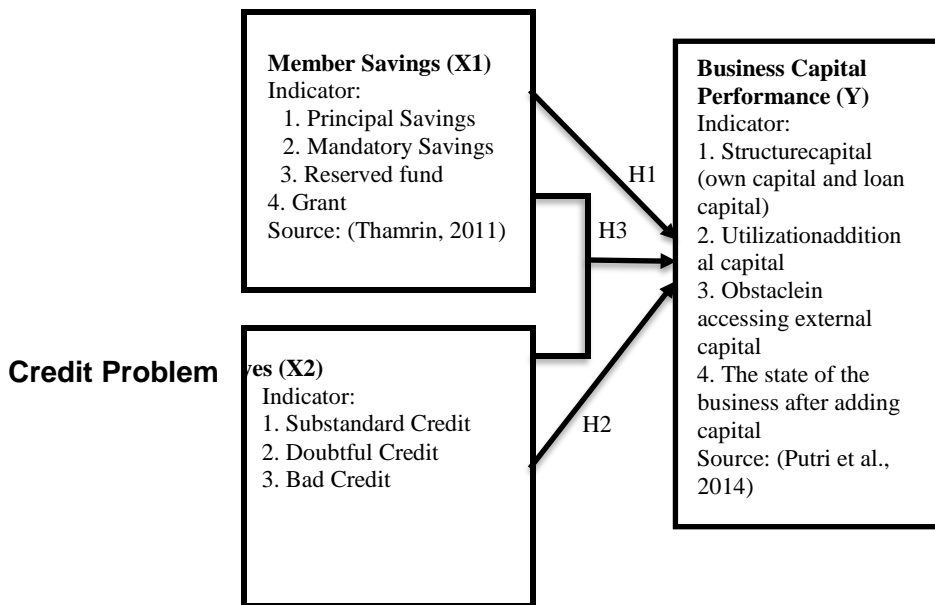 Member Savings (X1)
Indicator:
1. Principal Savings
2. Mandatory Savings
3. Reserved fund
4. Grant
Source: (Thamrin, 2011)
Credit Problem
yes (X2)
Indicator:
1. Substandard Credit
2. Doubtful Credit
3. Bad Credit
H1
H3
H2
Business Capital
Performance (Y)
Indicator:
1. Structurecapital
(own capital and loan
capital)
2. Utilizationaddition
al capital
3. Obstaclein
accessing external
capital
4. The state of the
business after adding
capital
Source: (Putri et al.,
2014)